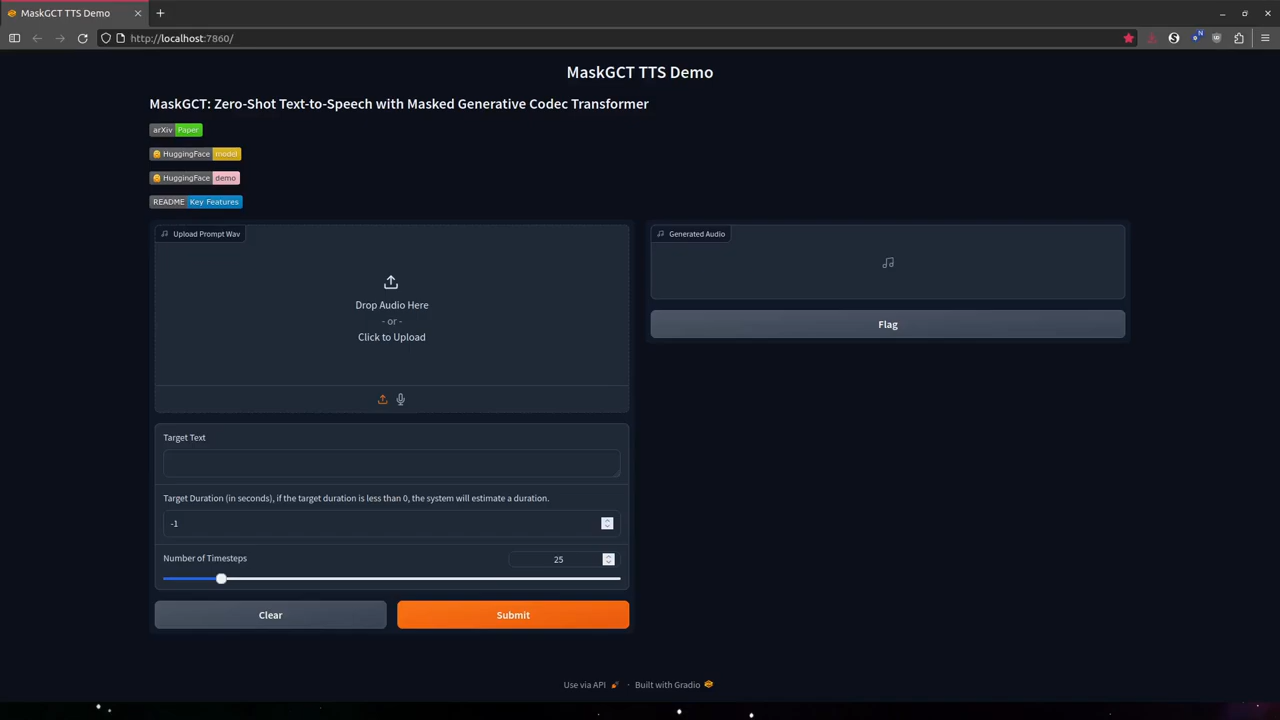 MaskGCT TTS Demo
http://localhost:7860/
MaskGCT TTS Demo
MaskGCT: Zero-Shot Text-to-Speech with Masked Generative Codec Transformer
arXiv Paper
HuggingFace model
HuggingFace demo
README Key Features
Upload Prompt Wav
Drop Audio Here
- or -
Click to Upload
Generated Audio
Flag
Target Text
Target Duration (in seconds), if the target duration is less than 0, the system will estimate a duration.
-1
Number of Timesteps
25
Clear
Submit
Use via API · Built with Gradio